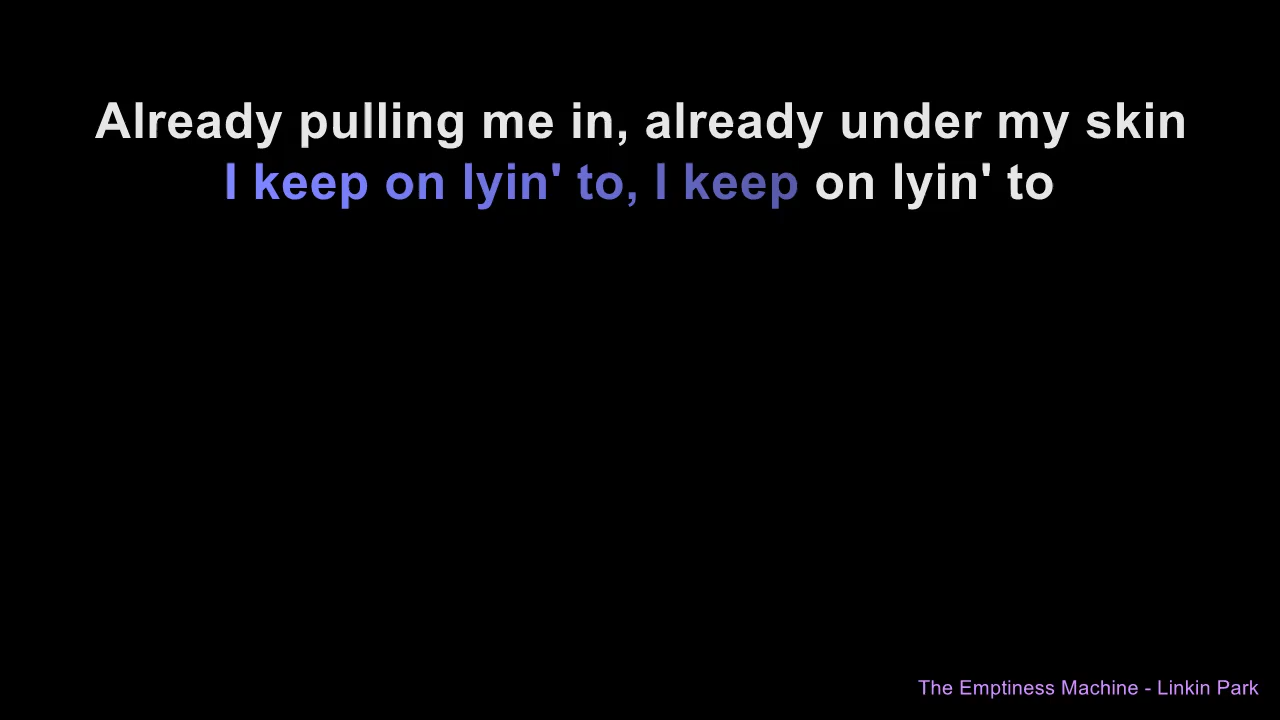 Already pulling me in, already under my skin
I keep on lyin' to, I keep on lyin' to
The Emptiness Machine - Linkin Park